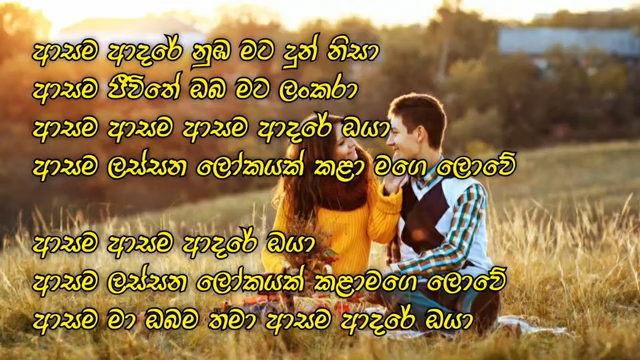 ආසම ආදරේ නුඹ මට දුන් නිසා
ආසම ජීවිතේ ඔබ මට ලංකරා
ආසම ආසම ආසම ආදරේ ඔයා
ආසම ලස්සන ලෝකයක් කළා මගෙ ලොවේ
ආසම ආසම ආදරේ ඔයා
ආසම ලස්සන ලෝකයක් කළාමගෙ ලොවේ
ආසම මා ඔබම තමා ආසම ආදරේ ඔයා